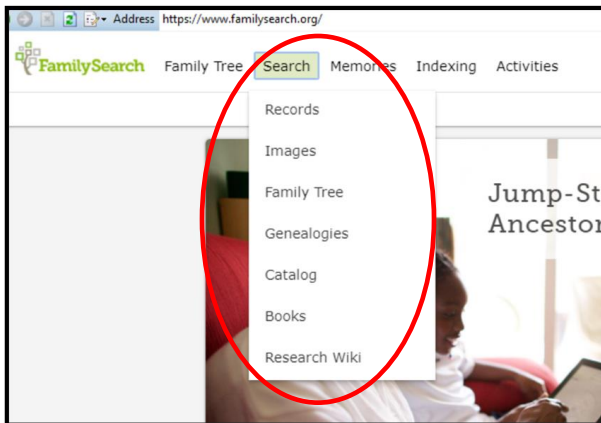 Address https://www.familysearch.org/
FamilySearch Family Tree Search Memories Indexing Activities
Records
Images
Family Tree
Genealogies
Catalog
Books
Research Wiki
Jump-St
Ancestor